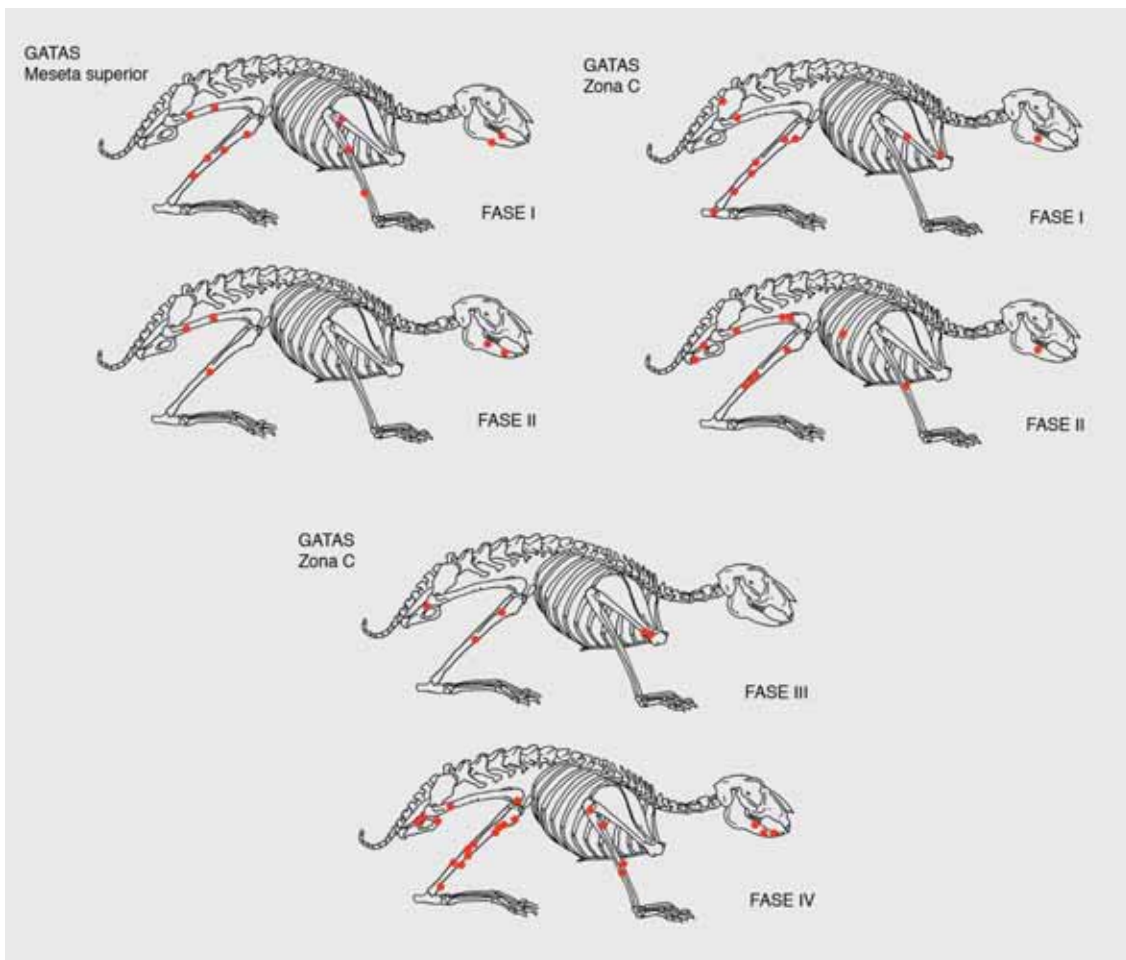 GATAS
Meseta superior
FASE I
GATAS
Zona C
FASE I
FASE II
FASE II
GATAS
Zona C
FASE III
FASE IV